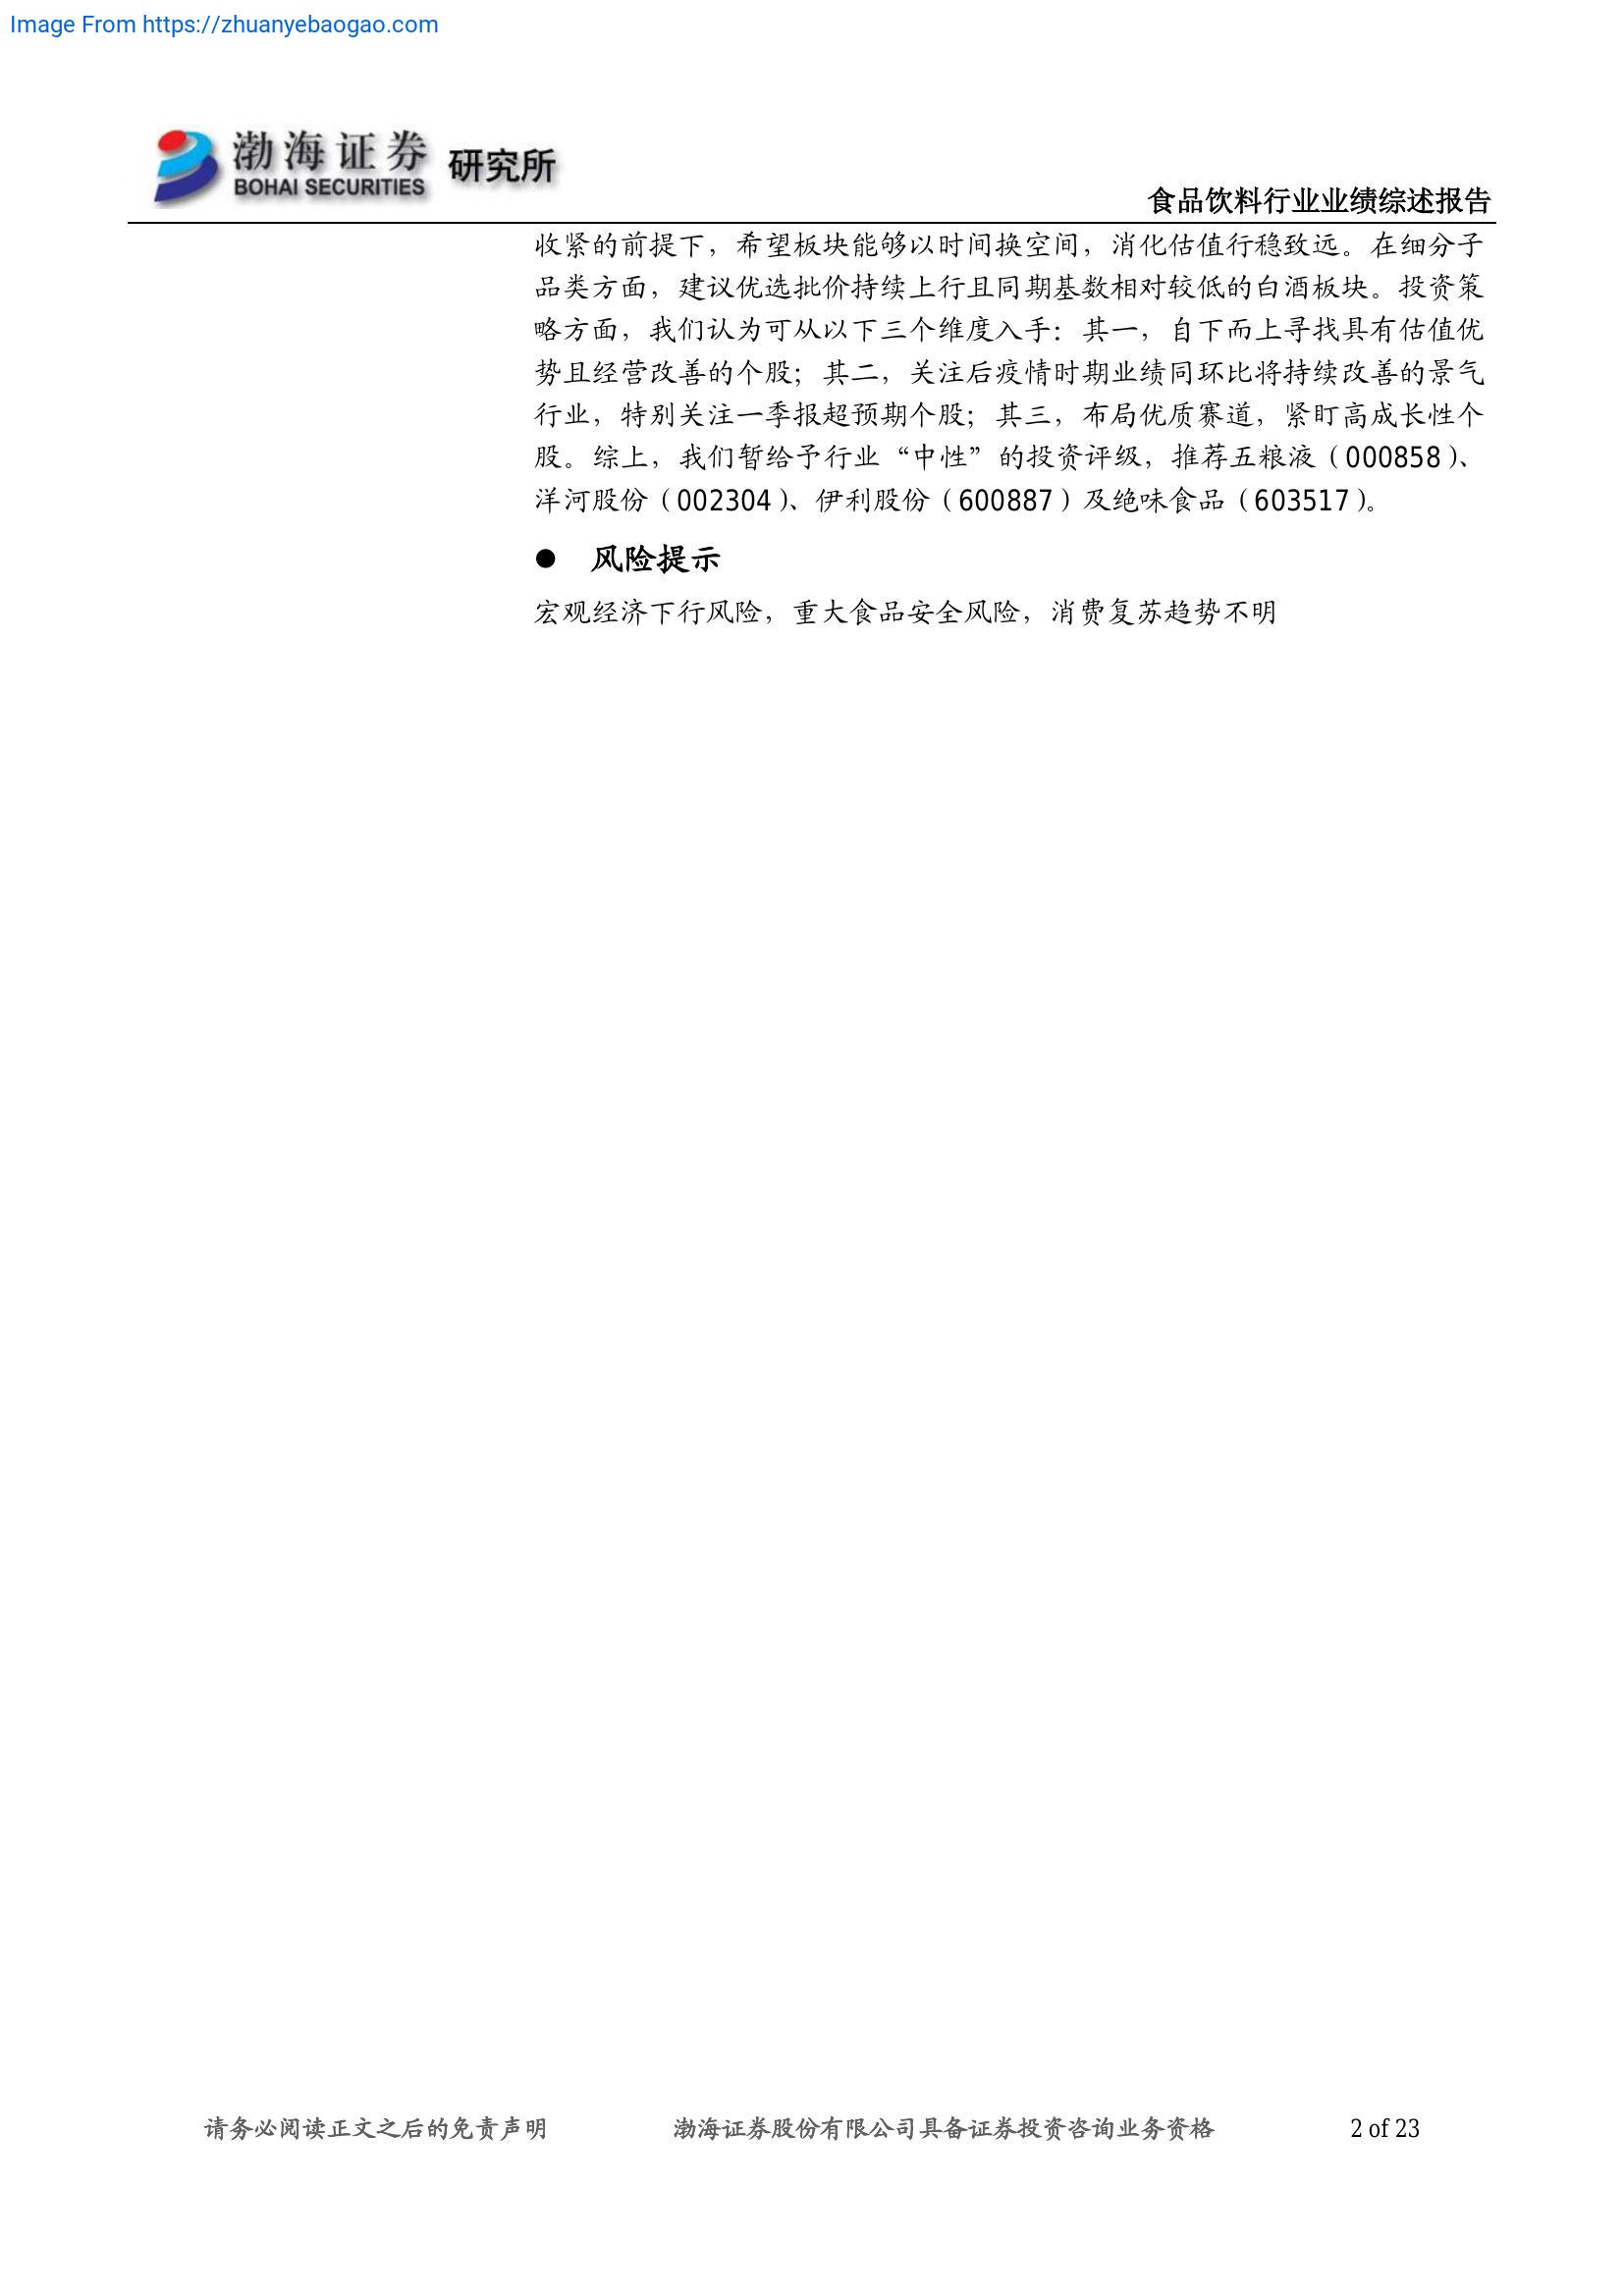 Image From https://zhuanyebaogao.com
渤海证券 研究所
BOHAI SECURITIES
食品饮料行业业绩综述报告
收紧的前提下，希望板块能够以时间换空间，消化估值行稳致远。在细分子
品类方面，建议优选批价持续上行且同期基数相对较低的白酒板块。投资策
略方面，我们认为可从以下三个维度入手：其一，自下而上寻找具有估值优
势且经营改善的个股；其二，关注后疫情时期业绩同环比将持续改善的景气
行业，特别关注一季报超预期个股；其三，布局优质赛道，紧盯高成长性个
股。综上，我们暂给予行业“中性”的投资评级，推荐五粮液（000858）、
洋河股份（002304）、伊利股份（600887）及绝味食品（603517）。
● 风险提示
宏观经济下行风险，重大食品安全风险，消费复苏趋势不明
请务必阅读正文之后的免责声明 渤海证券股份有限公司具备证券投资咨询业务资格 2 of 23